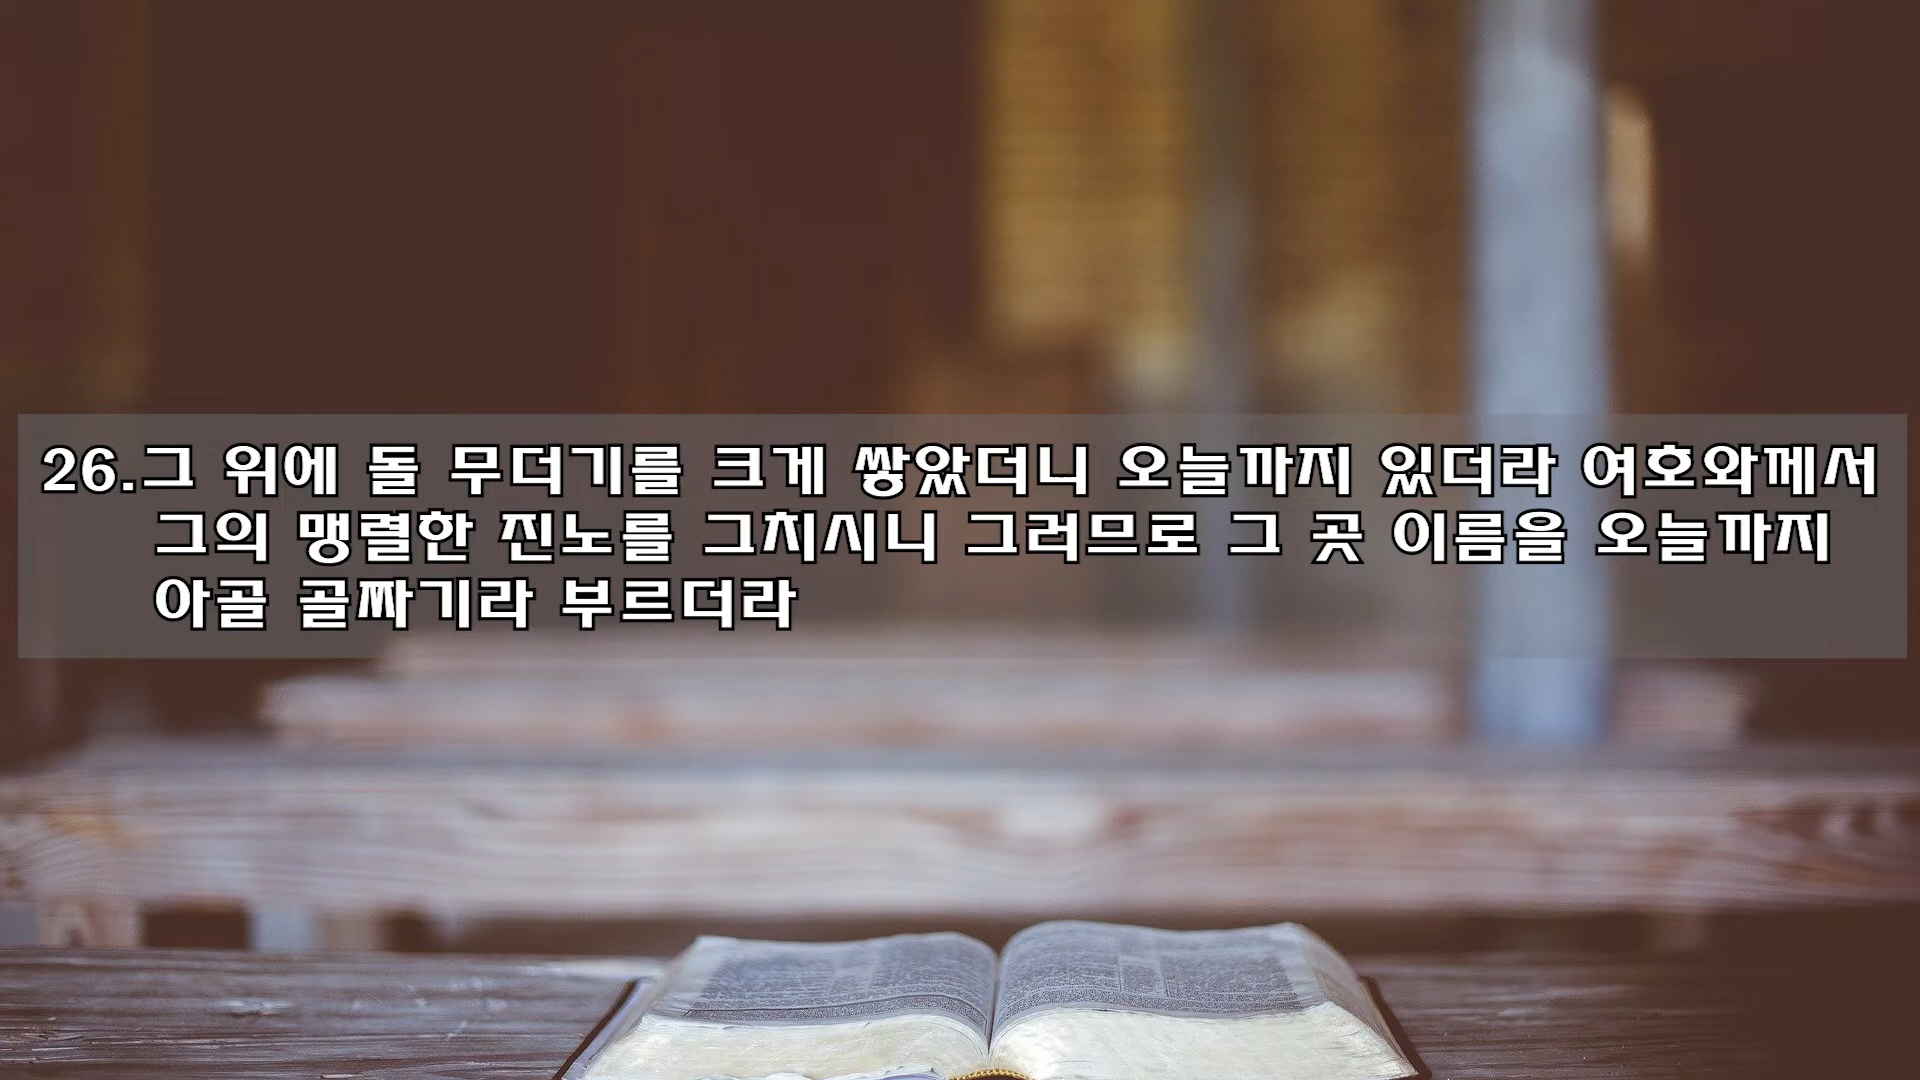 26.그 위에 돌 무더기를 크게 쌓았더니 오늘까지 있더라 여호와께서
그의 맹렬한 진노를 그치시니 그러므로 그 곳 이름을 오늘까지
아골 골짜기라 부르더라